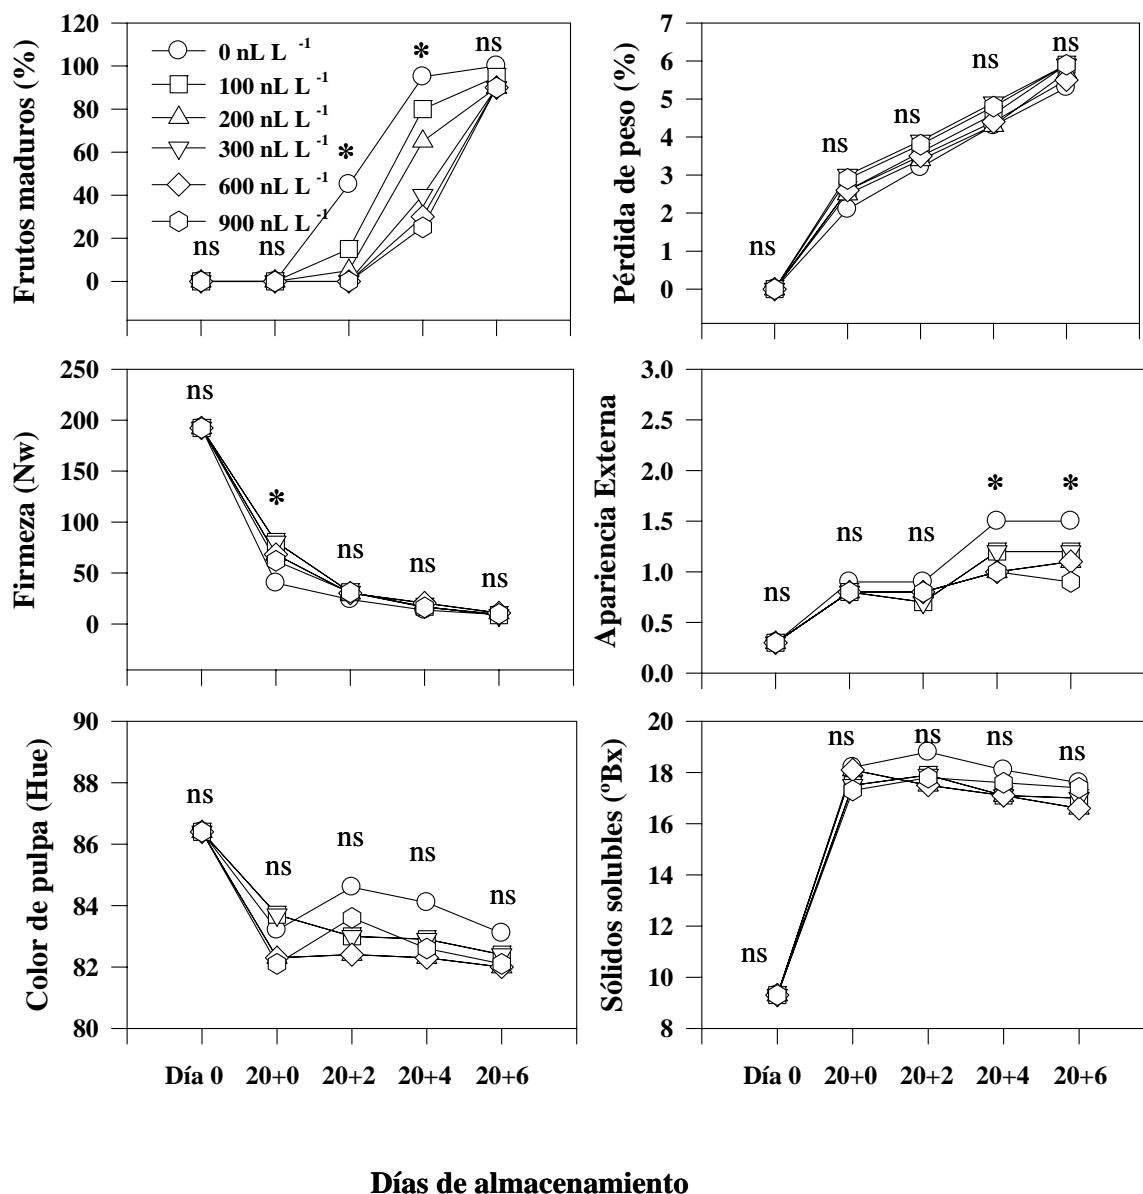 Frutos maduros (%)
120
100
80
60
40
20
0
0 nL L -1
100 nL L -1
200 nL L -1
300 nL L -1
600 nL L -1
900 nL L -1
ns
ns
*
*
ns
Pérdida de peso (%)
7
6
5
4
3
2
1
0
ns
ns
ns
ns
ns
Firmeza (Nw)
250
200
150
100
50
0
ns
*
ns
ns
ns
Apariencia Externa
3.0
2.5
2.0
1.5
1.0
0.5
0.0
ns
ns
ns
*
*
Color de pulpa (Hue)
90
88
86
84
82
80
ns
ns
ns
ns
ns
Día 0 20+0 20+2 20+4 20+6
Sólidos solubles (ºBx)
20
18
16
14
12
10
8
ns
ns
ns
ns
ns
Día 0 20+0 20+2 20+4 20+6
Días de almacenamiento